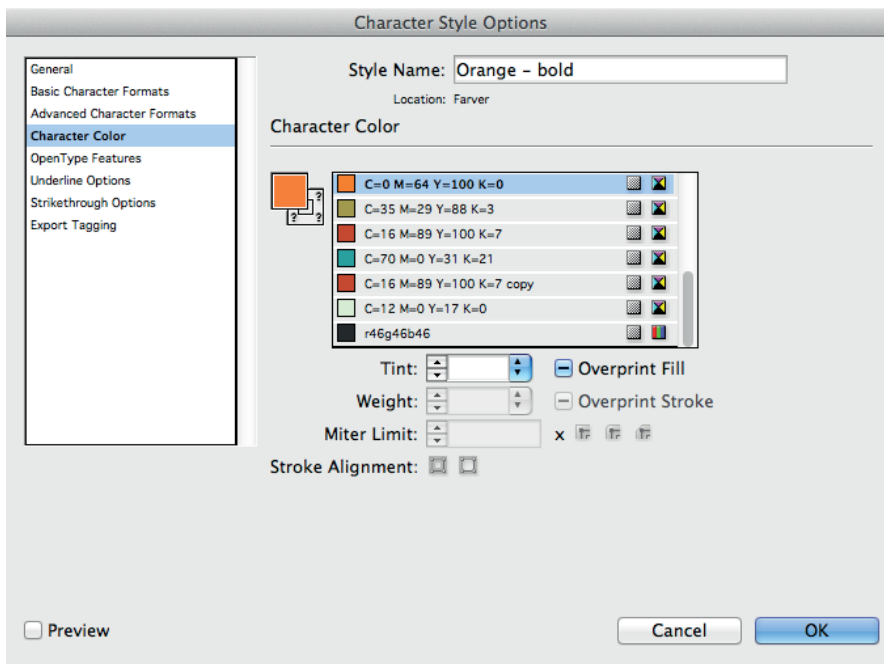 Character Style Options
General
Basic Character Formats
Advanced Character Formats
Character Color
OpenType Features
Underline Options
Strikethrough Options
Export Tagging
Style Name: Orange – bold
Location: Farver
Character Color
? ? ?
C=0 M=64 Y=100 K=0
C=35 M=29 Y=88 K=3
C=16 M=89 Y=100 K=7
C=70 M=0 Y=31 K=21
C=16 M=89 Y=100 K=7 copy
C=12 M=0 Y=17 K=0
r46g46b46
Tint: Overprint Fill
Weight: Overprint Stroke
Miter Limit: x
Stroke Alignment:
Preview Cancel OK